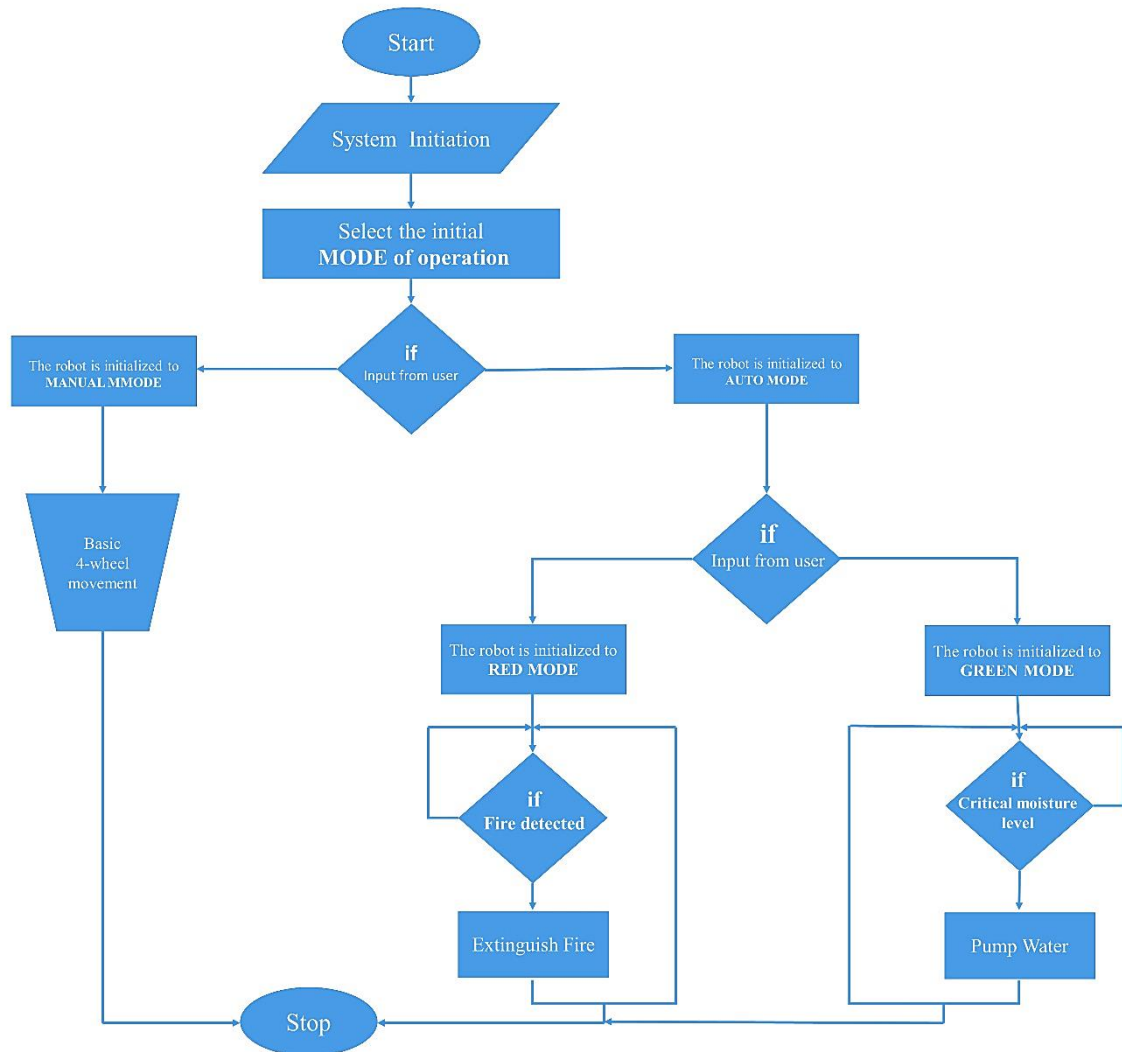 Start
System Initiation
Select the initial
MODE of operation
if
Input from user
The robot is initialized to
MANUAL MMODE
The robot is initialized to
AUTO MODE
Basic
4-wheel
movement
if
Input from user
The robot is initialized to
RED MODE
The robot is initialized to
GREEN MODE
if
Fire detected
if
Critical moisture
level
Extinguish Fire
Pump Water
Stop